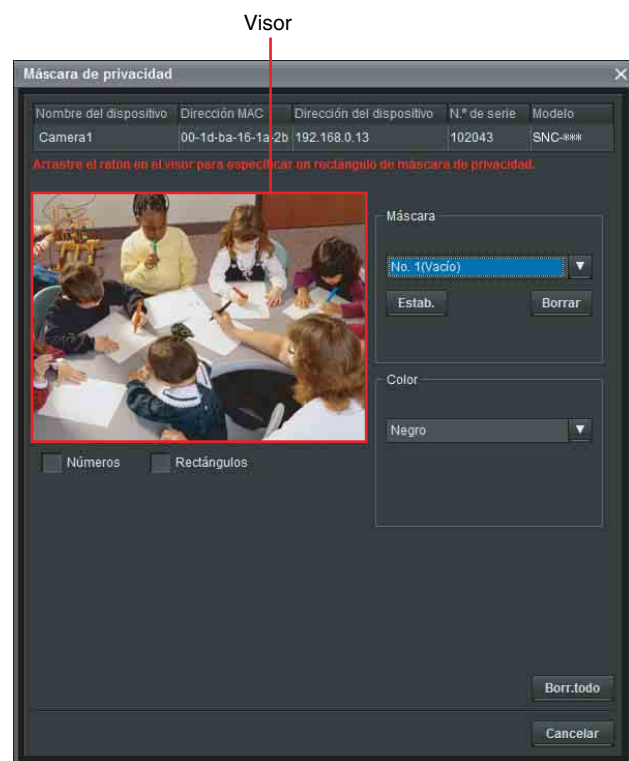 Visor
Máscara de privacidad
Nombre del dispositivo Dirección MAC Dirección del dispositivo N.º de serie Modelo
Camera1 00-1d-ba-16-1a-2b 192.168.0.13 102043 SNC-***
Arrastre el ratón en el visor para especificar un rectángulo de máscara de privacidad.
Máscara
No. 1(Vacío)
Estab. Borrar
Color
Negro
Números Rectángulos
Borr.todo
Cancelar